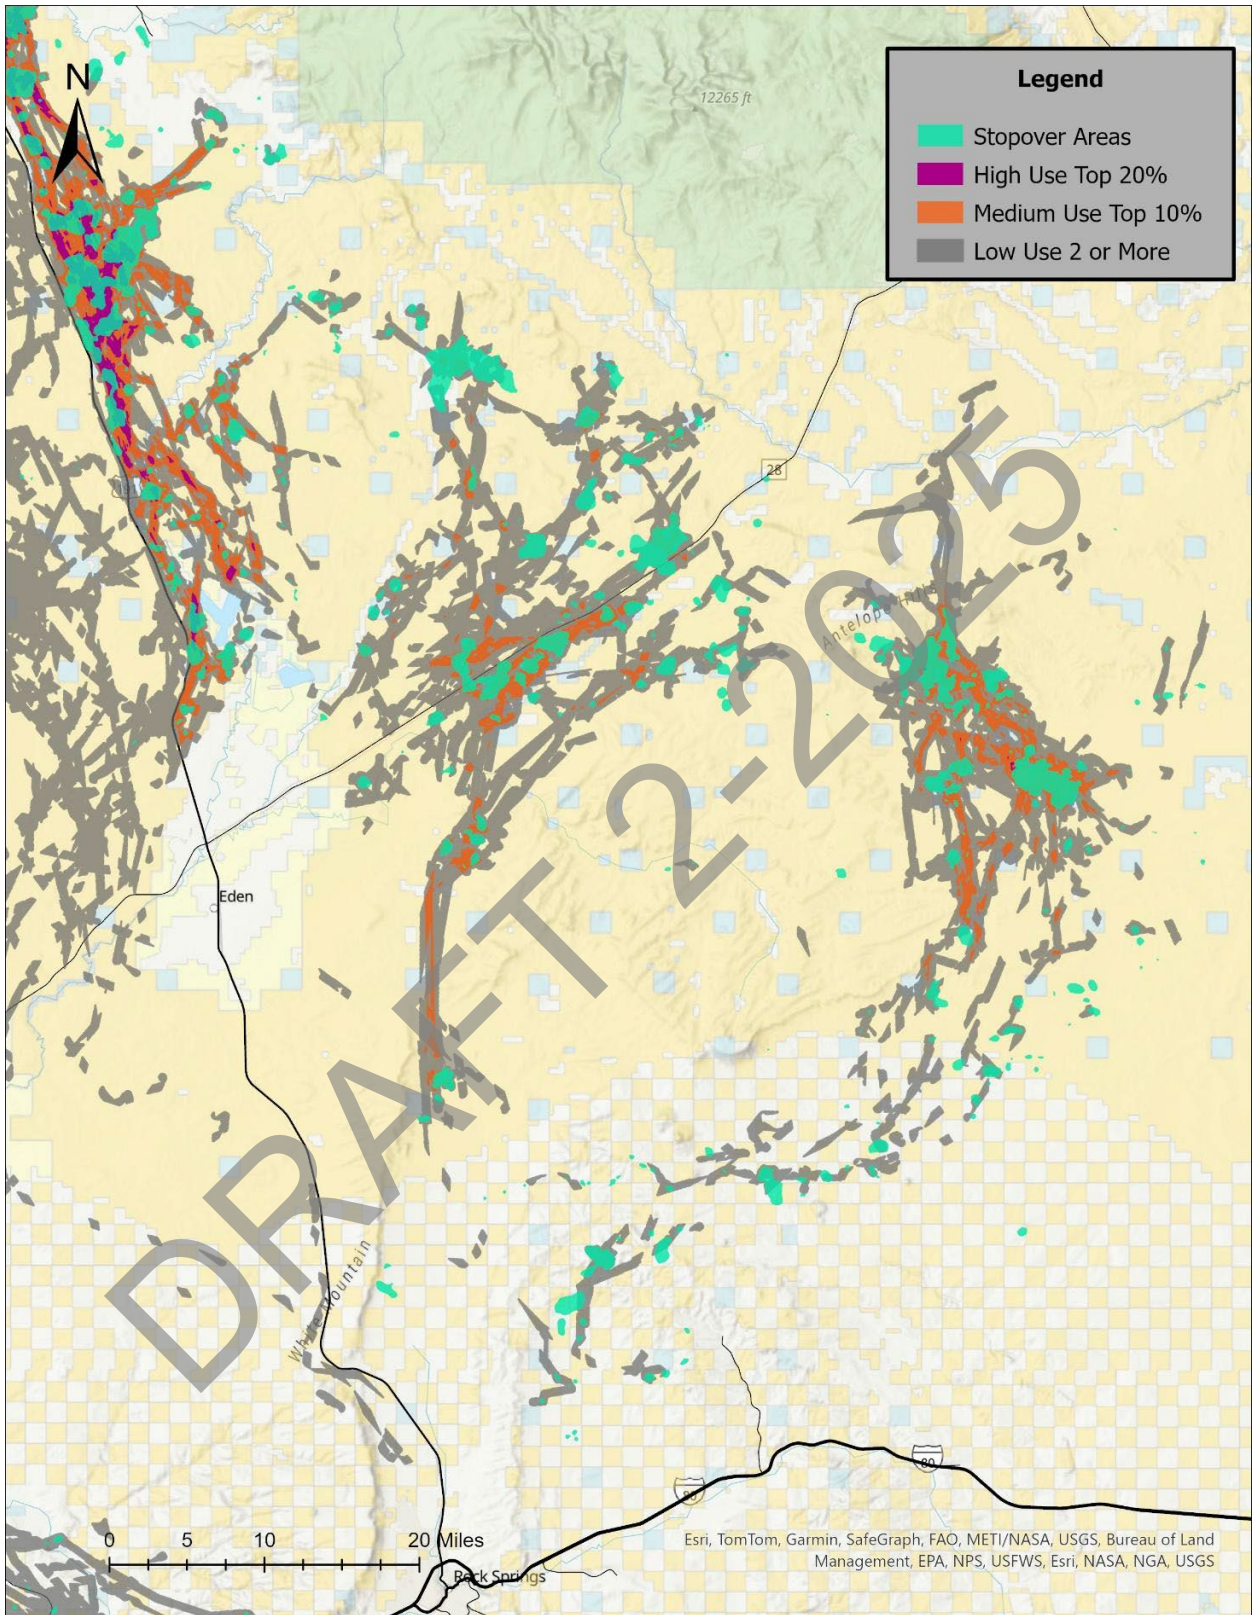 N
12265 ft
Legend
Stopover Areas
High Use Top 20%
Medium Use Top 10%
Low Use 2 or More
28
Antelope Hills
DRAFT 2-2025
Eden
White Mountain
80
80
0 5 10 20 Miles
Rock Springs
Esri, TomTom, Garmin, SafeGraph, FAO, METI/NASA, USGS, Bureau of Land
Management, EPA, NPS, USFWS, Esri, NASA, NGA, USGS